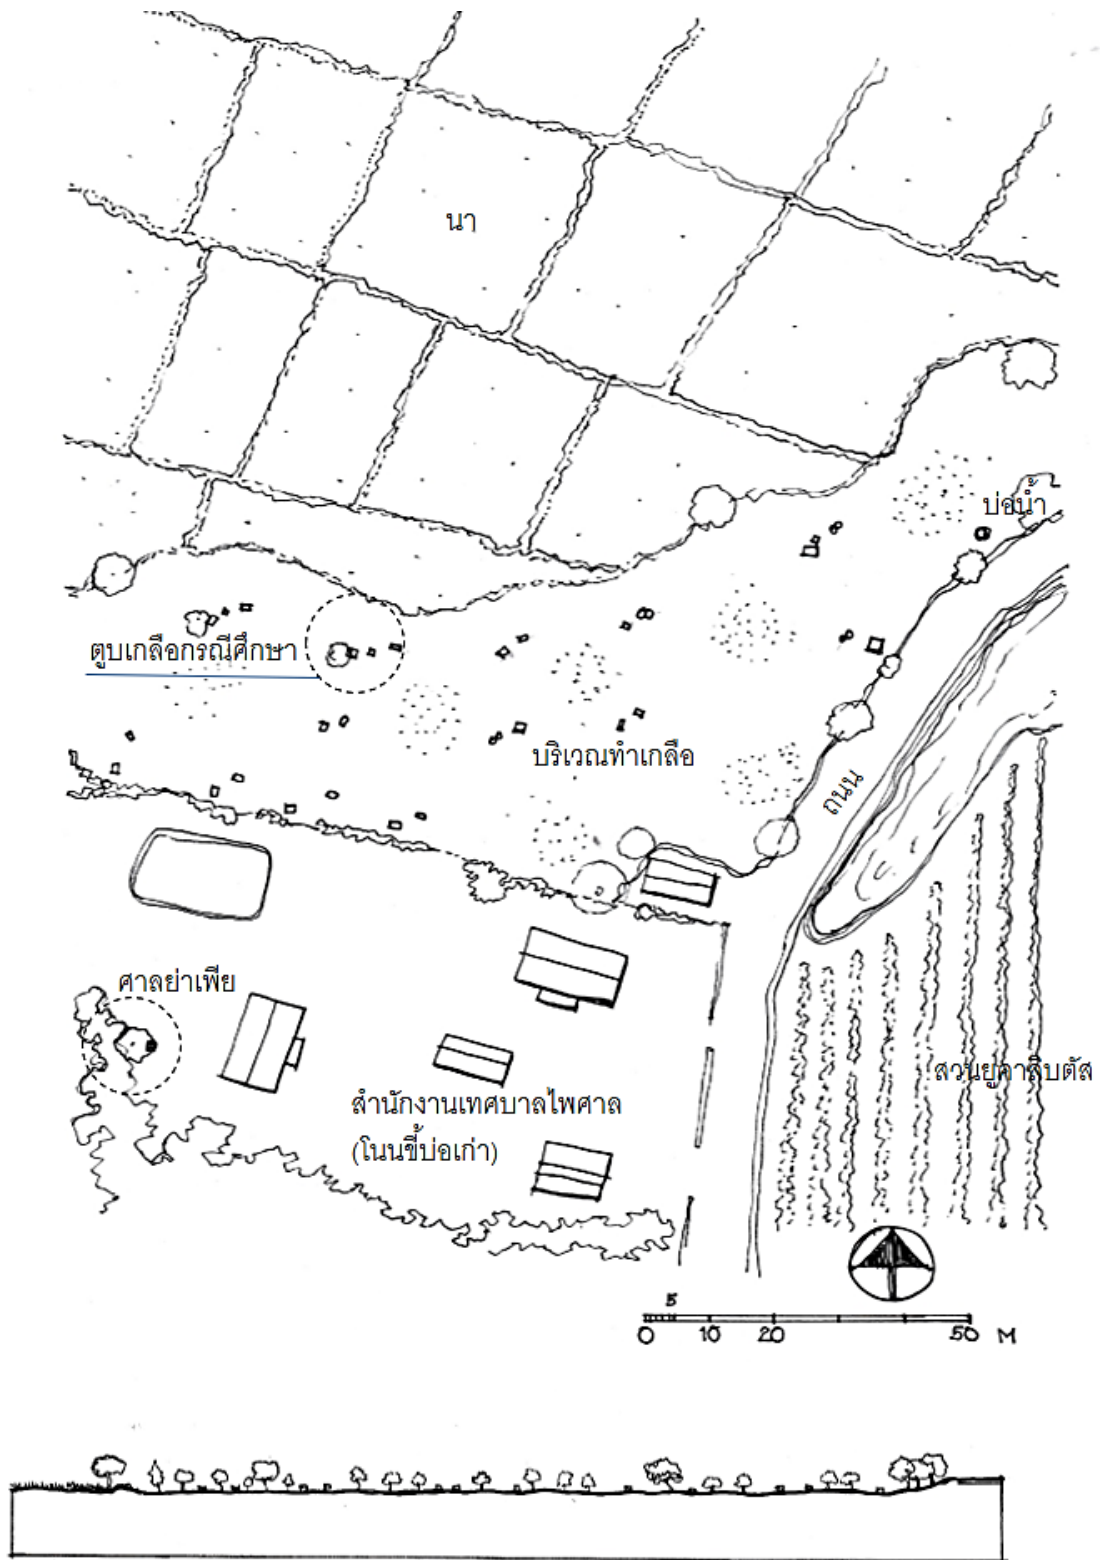 นา
บ่อน้ำ
ตูบเกลือกรณีศึกษา
บริเวณทำเกลือ
ถนน
ศาลย่าเพีย
สวนยูคาลิบตัส
สำนักงานเทศบาลไพศาล
(โนนขี้บ่อเก่า)
5
0 10 20 50 M